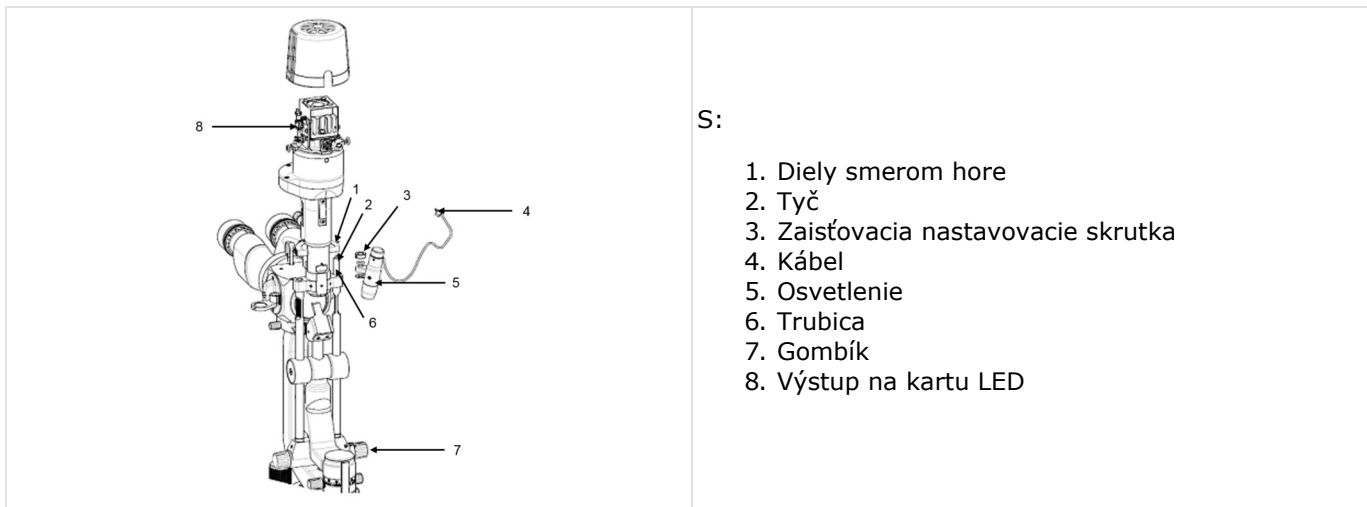 8
1
2
3
4
5
6
7
S:
1. Diely smerom hore
2. Tyč
3. Zaisťovacia nastavovacie skrutka
4. Kábel
5. Osvetlenie
6. Trubica
7. Gombík
8. Výstup na kartu LED